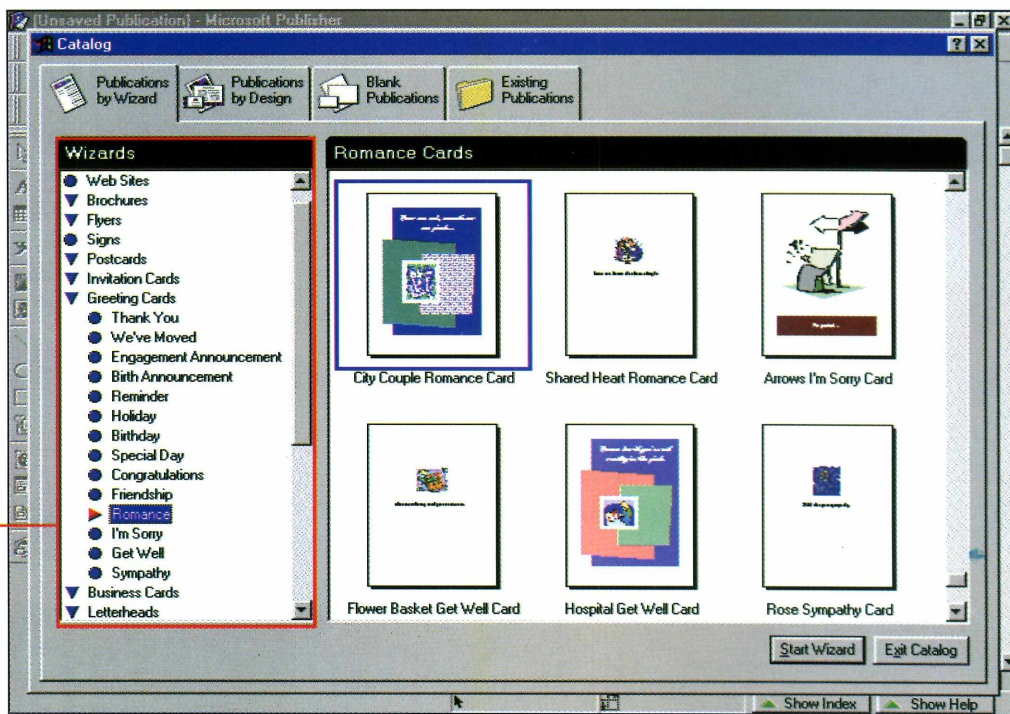 [Unsaved Publication] - Microsoft Publisher
Catalog
Publications by Wizard
Publications by Design
Blank Publications
Existing Publications
Wizards
Web Sites
Brochures
Flyers
Signs
Postcards
Invitation Cards
Greeting Cards
Thank You
We've Moved
Engagement Announcement
Birth Announcement
Reminder
Holiday
Birthday
Special Day
Congratulations
Friendship
Romance
I'm Sorry
Get Well
Sympathy
Business Cards
Letterheads
Romance Cards
City Couple Romance Card
Shared Heart Romance Card
Arrows I'm Sorry Card
Flower Basket Get Well Card
Hospital Get Well Card
Rose Sympathy Card
Start Wizard
Exit Catalog
Show Index
Show Help